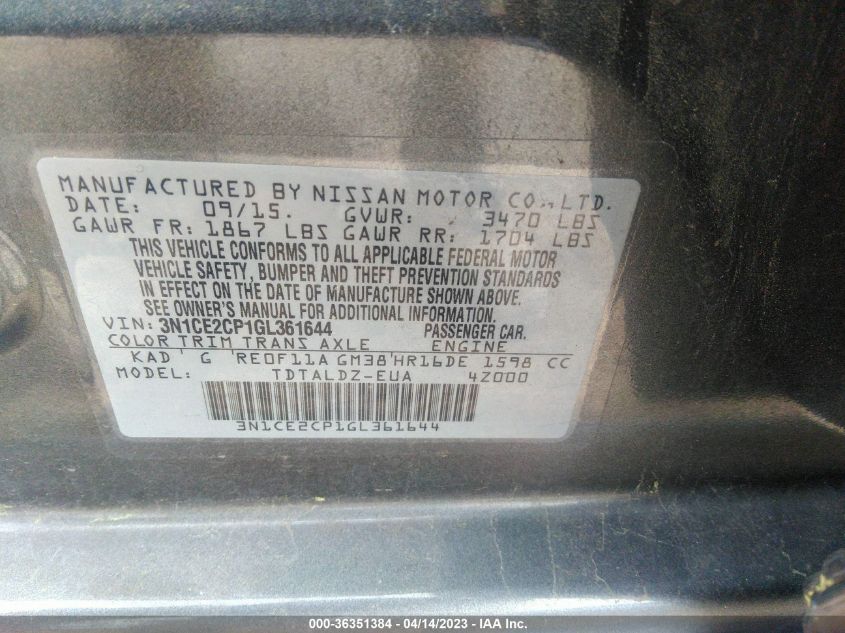 MANUFACTURED BY NISSAN MOTOR CO., LTD.
DATE: 09/15. GVWR: 3470 LBS
GAWR FR: 1867 LBS GAWR RR: 1704 LBS
THIS VEHICLE CONFORMS TO ALL APPLICABLE FEDERAL MOTOR
VEHICLE SAFETY, BUMPER AND THEFT PREVENTION STANDARDS
IN EFFECT ON THE DATE OF MANUFACTURE SHOWN ABOVE.
SEE OWNER'S MANUAL FOR ADDITIONAL INFORMATION.
VIN: 3N1CE2CP1GL361644 PASSENGER CAR.
COLOR TRIM TRANS AXLE ENGINE
KAD G RE0F11A GM38 HR16DE 1598 CC
MODEL: TDTALDZ-EUA 4Z000
3N1CE2CP1GL361644
000-36351384 - 04/14/2023 - IAA Inc.